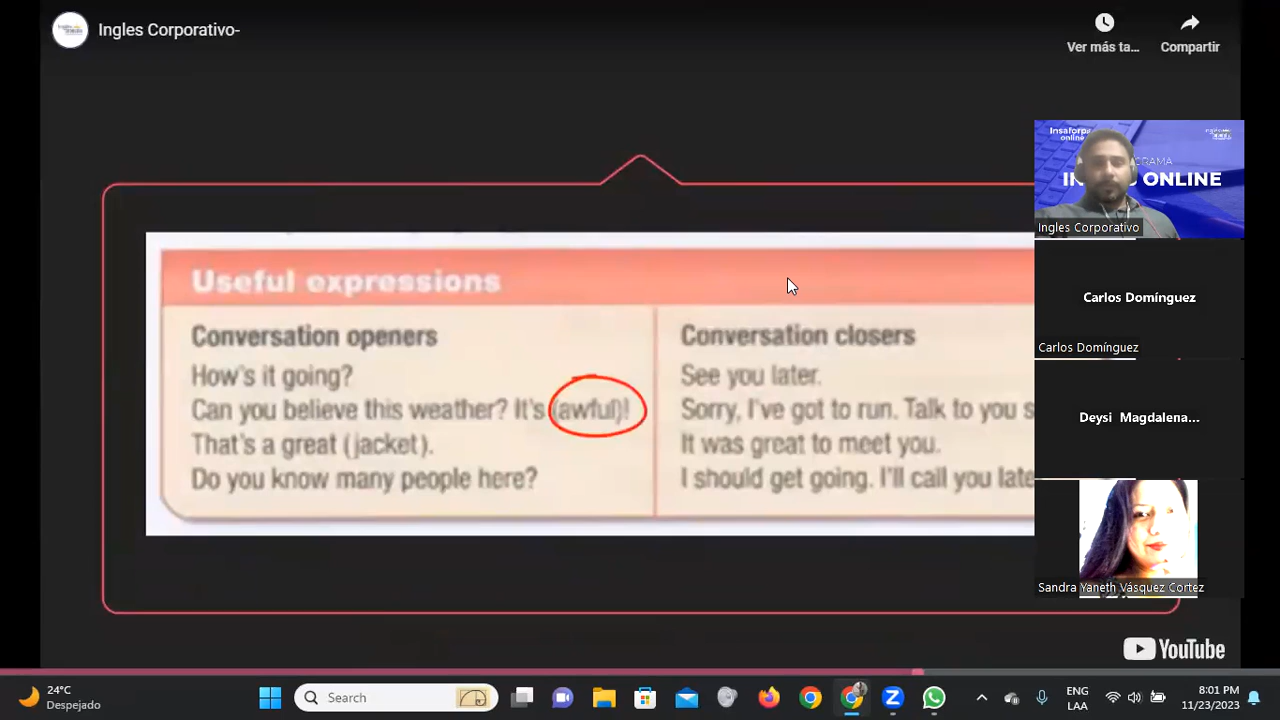 Ingles Corporativo-
Ver más ta...
Compartir
Insaforp
online
INGLES ONLINE
Ingles Corporativo
Carlos Domínguez
Carlos Domínguez
Deysi Magdalena...
Sandra Yaneth Vásquez Cortez
Useful expressions
Conversation openers
How's it going?
Can you believe this weather? It's (awful)!
That's a great (jacket).
Do you know many people here?
Conversation closers
See you later.
Sorry, I've got to run. Talk to you s
It was great to meet you.
I should get going. I'll call you late
YouTube
24°C
Despejado
Search
ENG
LAA
8:01 PM
11/23/2023